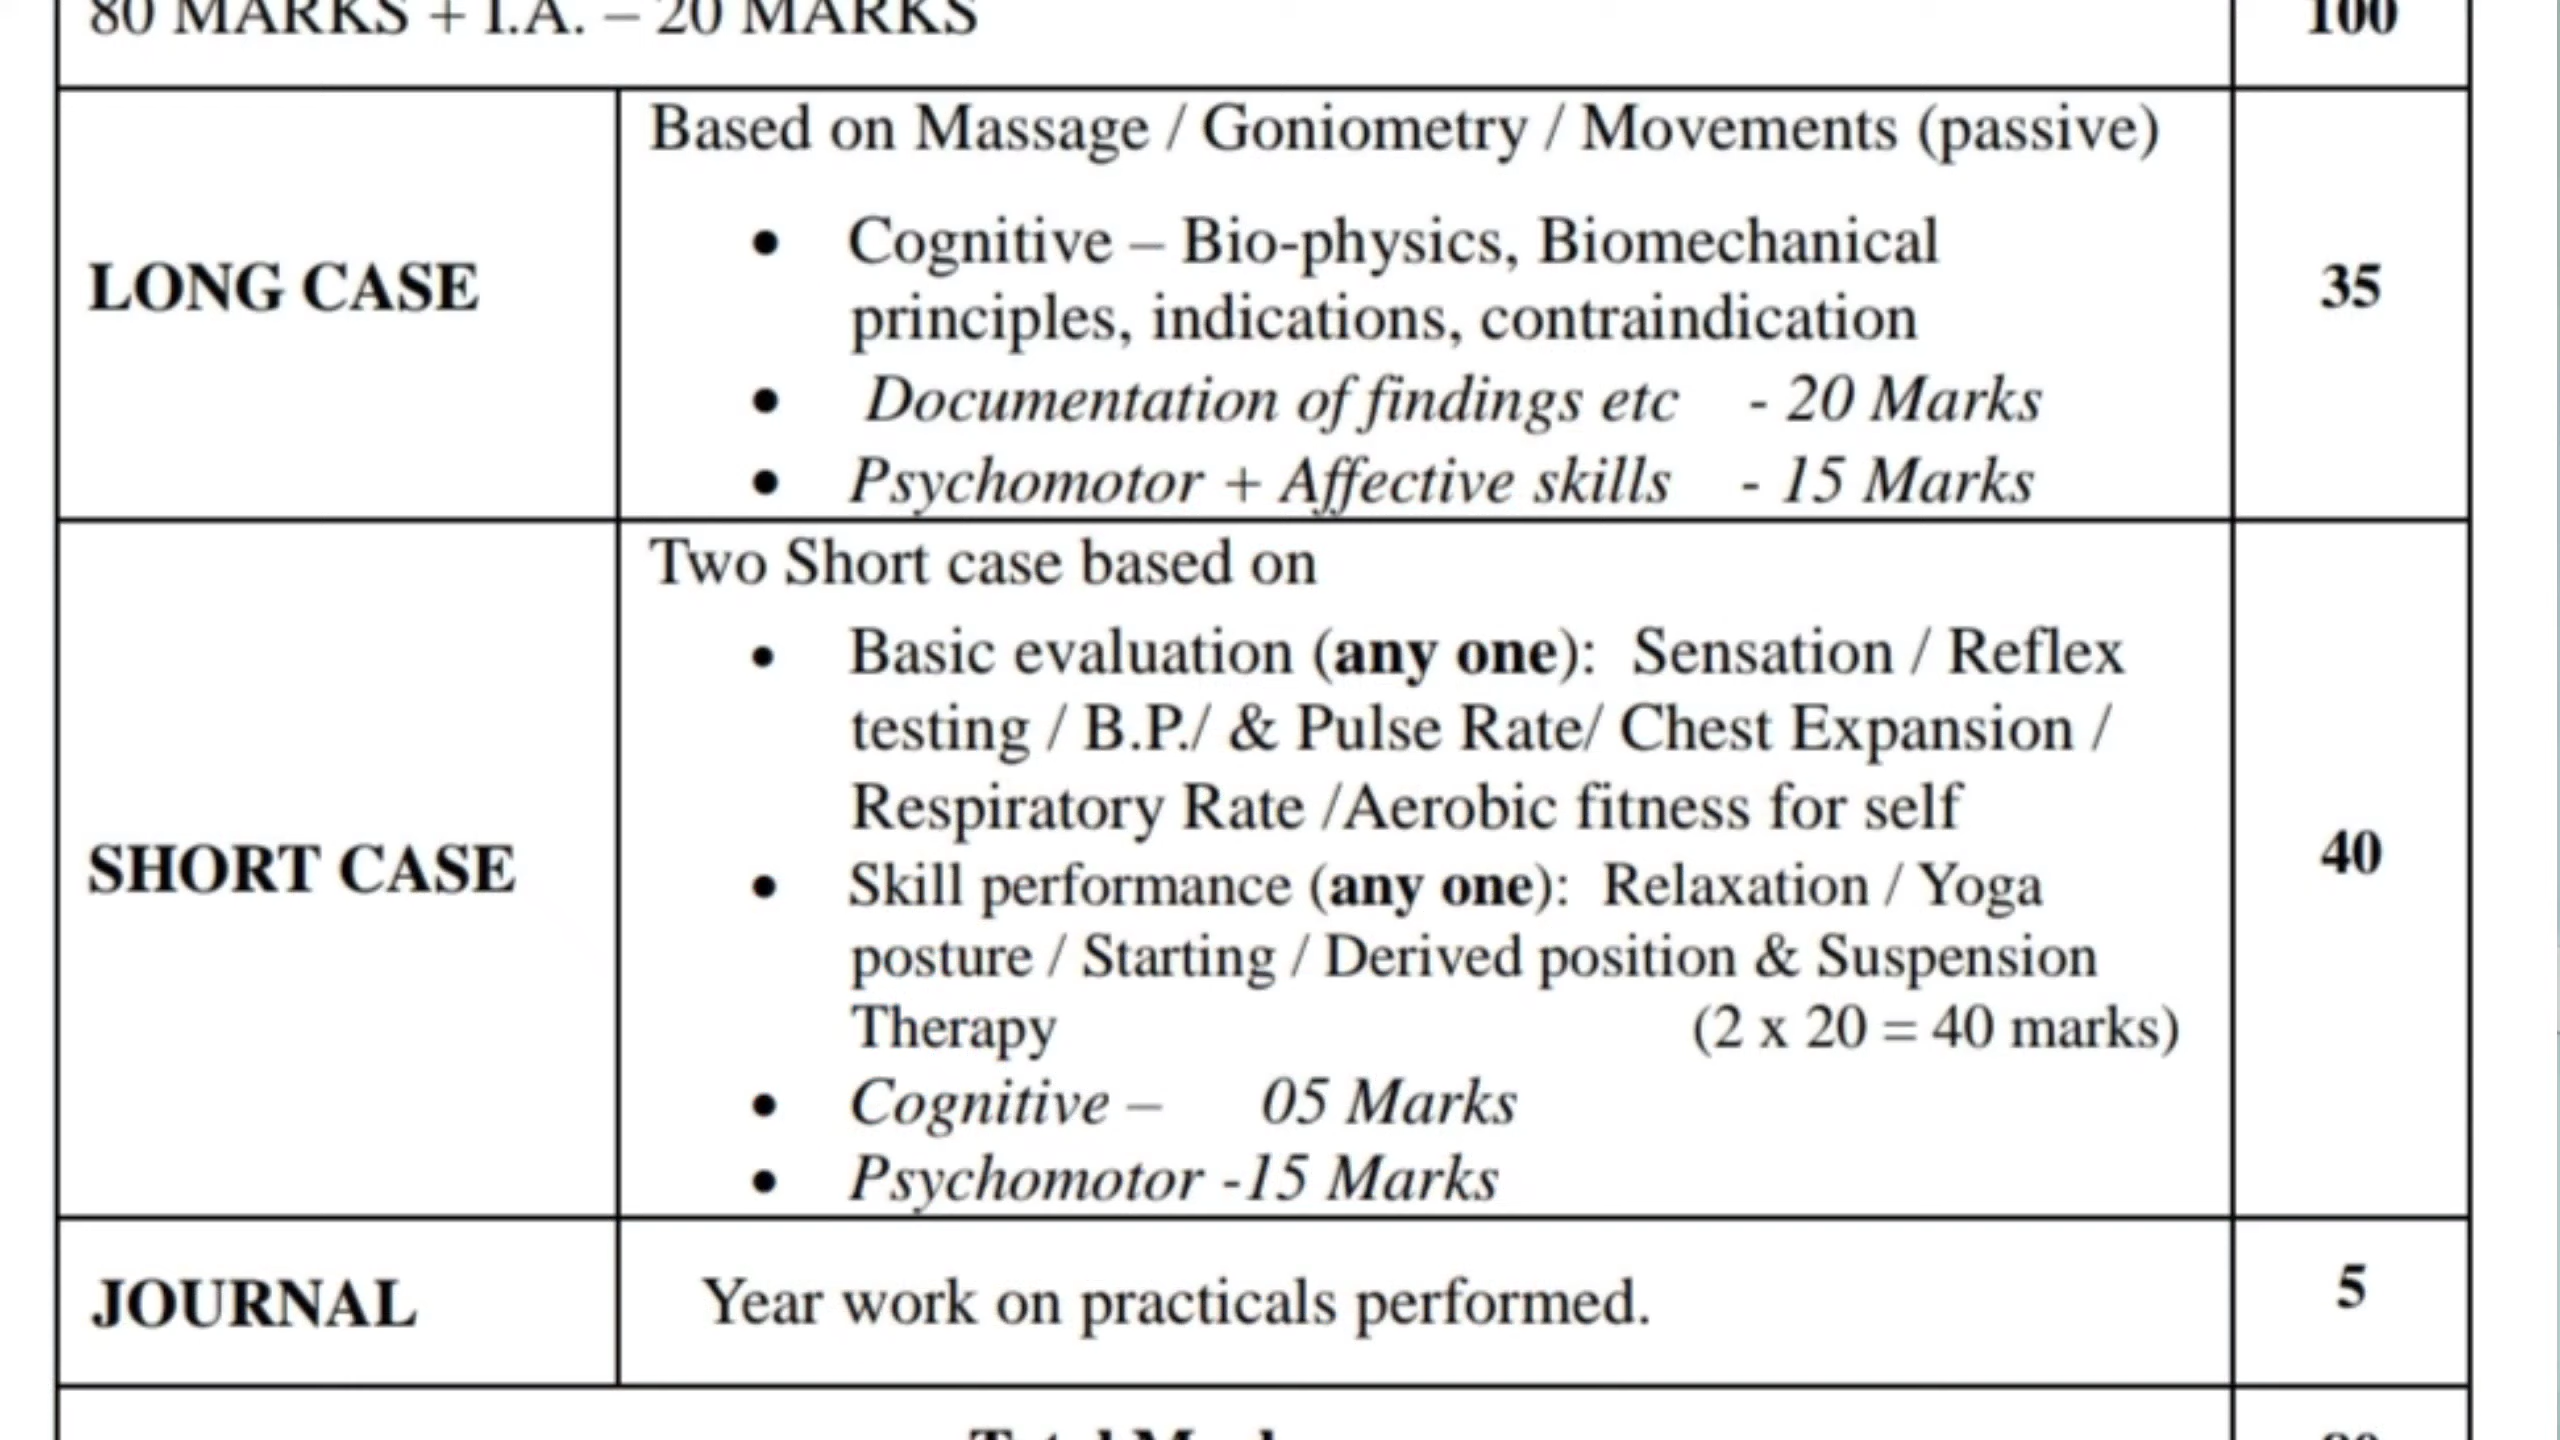 80 MARKS + I.A. – 20 MARKS
100
LONG CASE
Based on Massage / Goniometry / Movements (passive)
• Cognitive – Bio-physics, Biomechanical
principles, indications, contraindication
• Documentation of findings etc - 20 Marks
• Psychomotor + Affective skills - 15 Marks
35
SHORT CASE
Two Short case based on
• Basic evaluation (any one): Sensation / Reflex
testing / B.P./ & Pulse Rate/ Chest Expansion /
Respiratory Rate /Aerobic fitness for self
• Skill performance (any one): Relaxation / Yoga
posture / Starting / Derived position & Suspension
Therapy (2 x 20 = 40 marks)
• Cognitive – 05 Marks
• Psychomotor -15 Marks
40
JOURNAL
Year work on practicals performed.
5